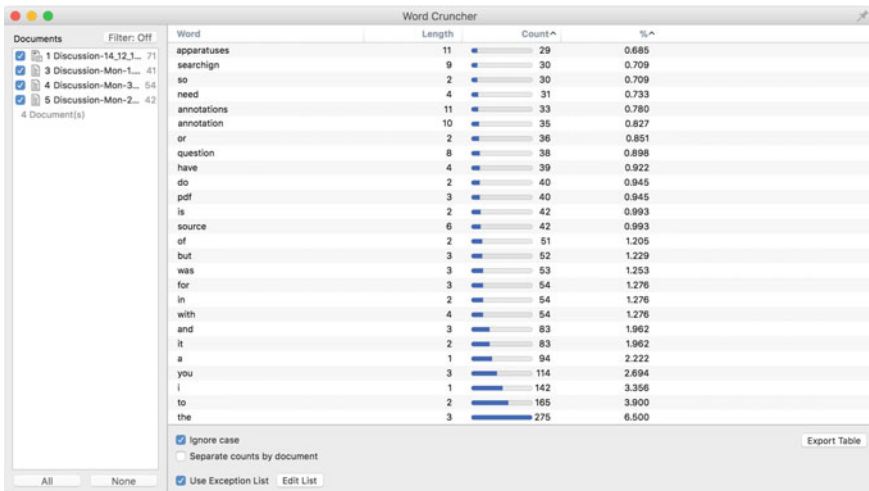 Word Cruncher
Documents Filter: Off
1 Discussion-14_12_1... 71
3 Discussion-Mon-1.... 41
4 Discussion-Mon-3... 54
5 Discussion-Mon-2... 42
4 Document(s)
Word Length Count^ %^
apparatuses 11 29 0.685
searchign 9 30 0.709
so 2 30 0.709
need 4 31 0.733
annotations 11 33 0.780
annotation 10 35 0.827
or 2 36 0.851
question 8 38 0.898
have 4 39 0.922
do 2 40 0.945
pdf 3 40 0.945
is 2 42 0.993
source 6 42 0.993
of 2 51 1.205
but 3 52 1.229
was 3 53 1.253
for 3 54 1.276
in 2 54 1.276
with 4 54 1.276
and 3 83 1.962
it 2 83 1.962
a 1 94 2.222
you 3 114 2.694
i 1 142 3.356
to 2 165 3.900
the 3 275 6.500
Ignore case
Separate counts by document
Use Exception List Edit List
Export Table
All None